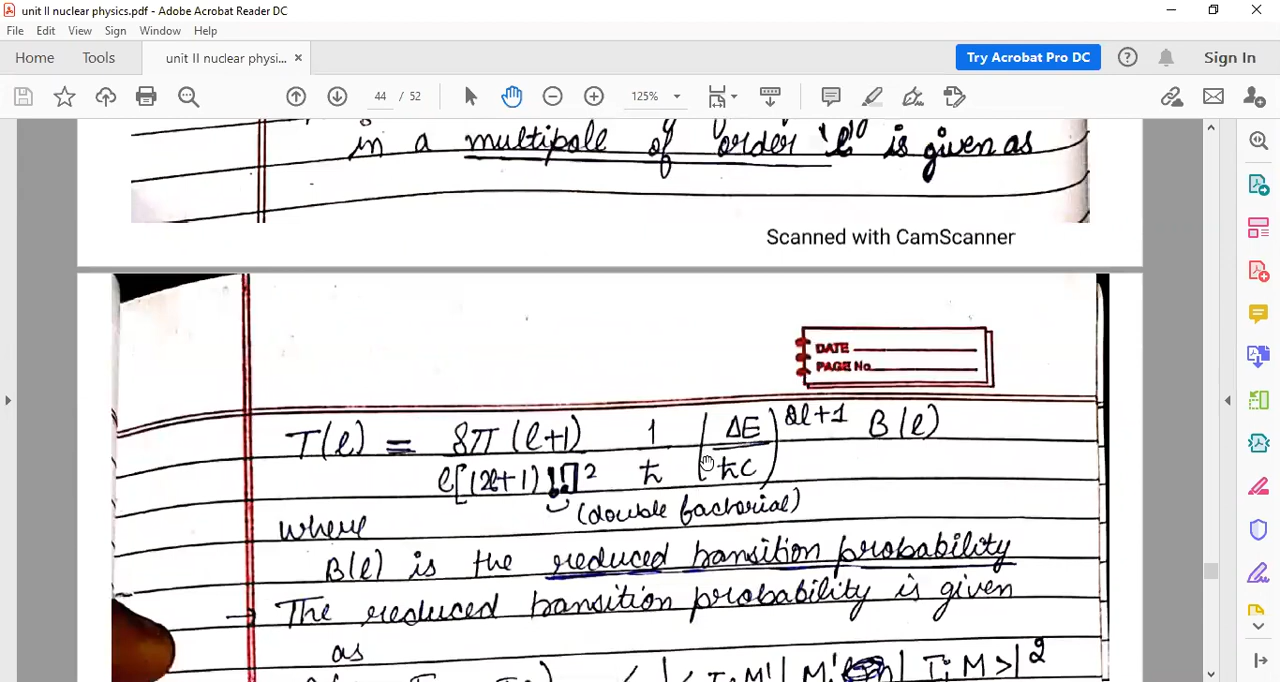 unit II nuclear physics.pdf - Adobe Acrobat Reader DC
File Edit View Sign Window Help
Home Tools unit II nuclear physi... × Try Acrobat Pro DC Sign In
44 / 52 125%
in a multipole of order 'l' is given as
Scanned with CamScanner
DATE
PAGE No.
T(l) = 8π(l+1) / l[(2l+1)!!]² 1/ħ (ΔE/ħc)^2l+1 B(l)
(double factorial)
where
B(l) is the reduced transition probability
→ The reduced transition probability is given
as